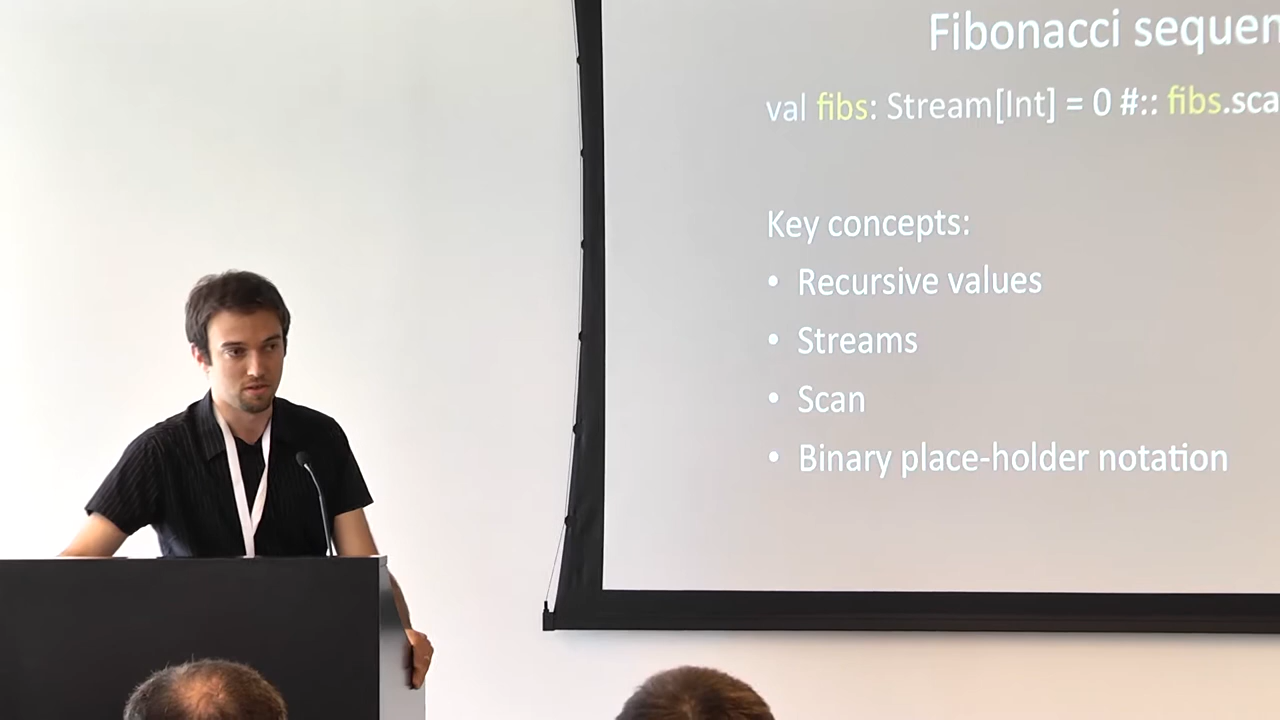 Fibonacci sequen
val fibs: Stream[Int] = 0 #:: fibs.sca
Key concepts:
• Recursive values
• Streams
• Scan
• Binary place-holder notation